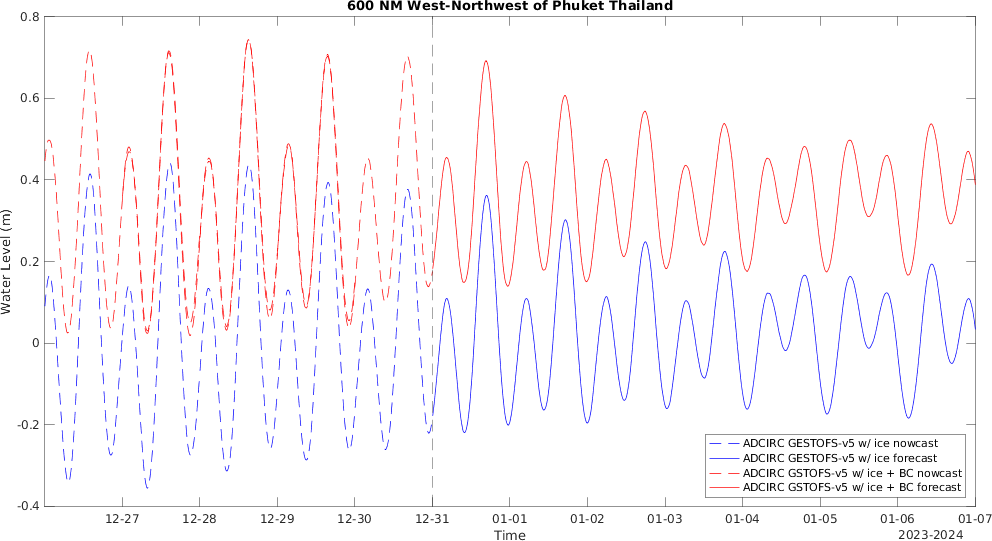 600 NM West-Northwest of Phuket Thailand
0.8
0.6
0.4
0.2
0
-0.2
-0.4
Water Level (m)
ADCIRC GESTOFS-v5 w/ ice nowcast
ADCIRC GESTOFS-v5 w/ ice forecast
ADCIRC GSTOFS-v5 w/ ice + BC nowcast
ADCIRC GSTOFS-v5 w/ ice + BC forecast
12-27 12-28 12-29 12-30 12-31 01-01 01-02 01-03 01-04 01-05 01-06 01-07
Time
2023-2024